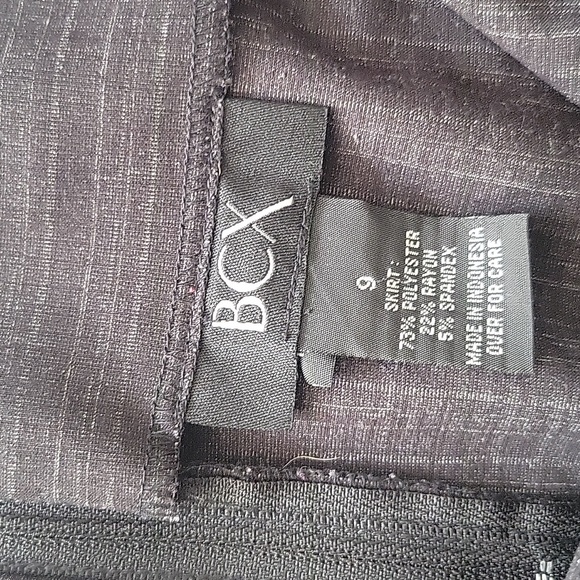 BCX
9
SKIRT:
73% POLYESTER
22% RAYON
5% SPANDEX
MADE IN INDONESIA
OVER FOR CARE